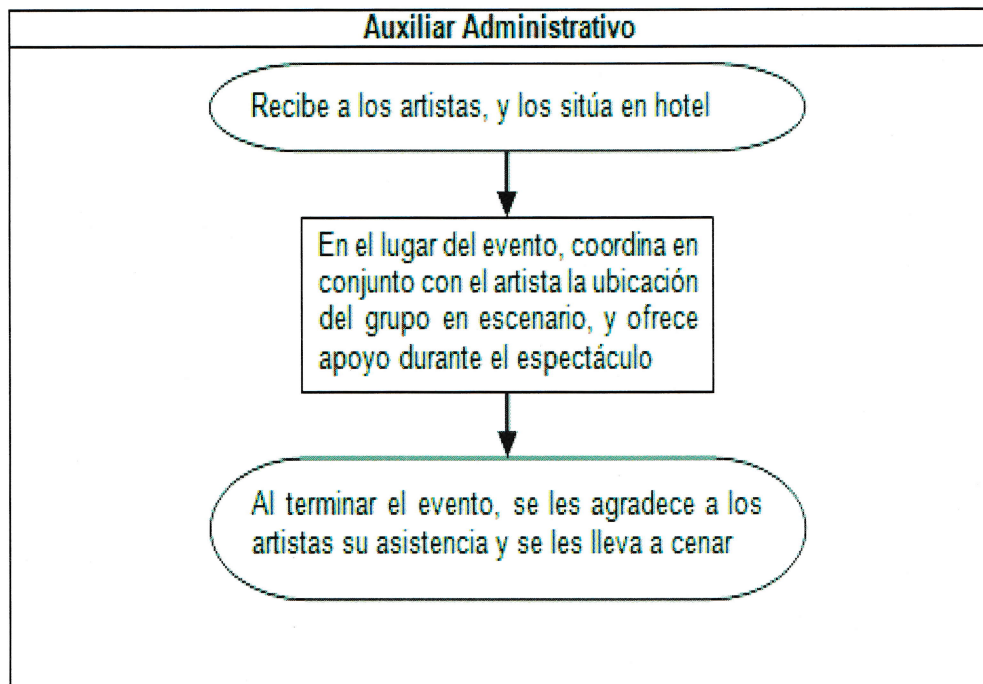 Auxiliar Administrativo
Recibe a los artistas, y los sitúa en hotel
En el lugar del evento, coordina en
conjunto con el artista la ubicación
del grupo en escenario, y ofrece
apoyo durante el espectáculo
Al terminar el evento, se les agradece a los
artistas su asistencia y se les lleva a cenar